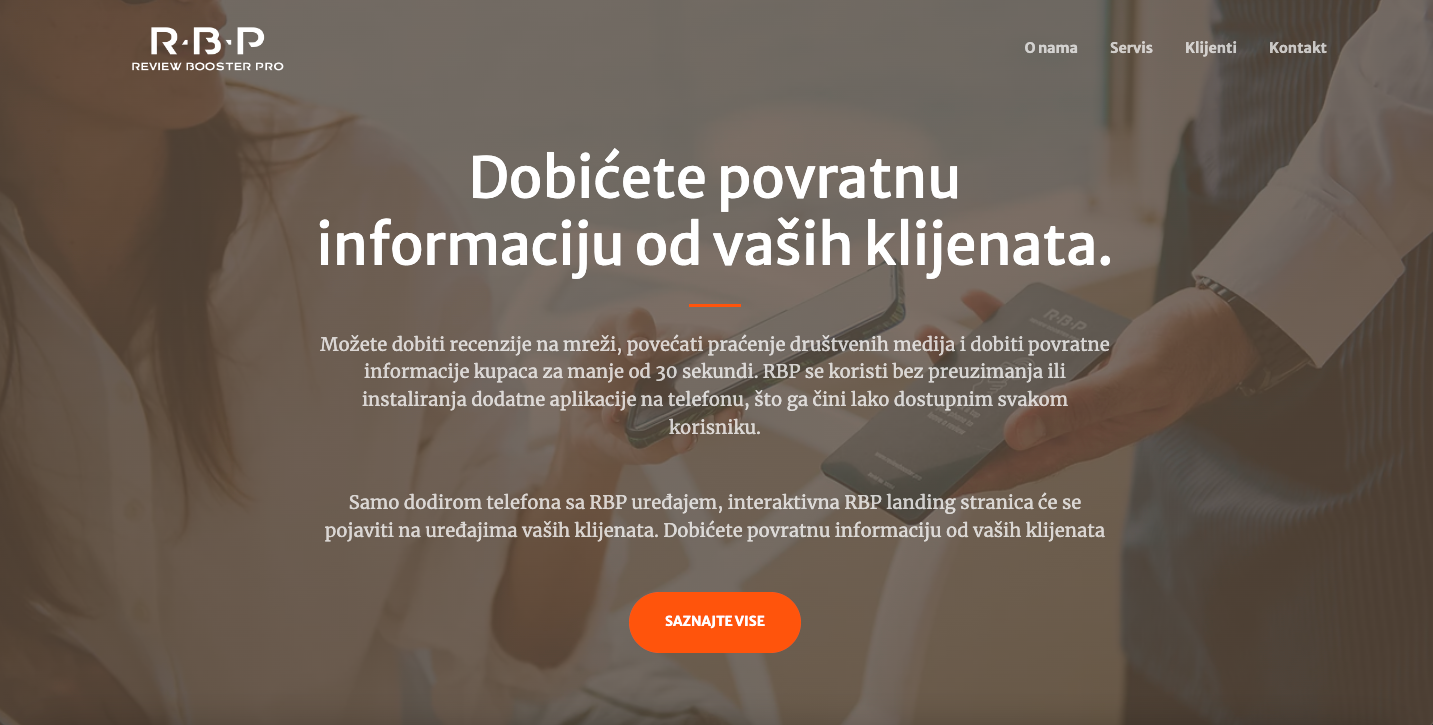 R·B·P
REVIEW BOOSTER PRO
O nama Servis Klijenti Kontakt
Dobićete povratnu
informaciju od vaših klijenata.
Možete dobiti recenzije na mreži, povećati praćenje društvenih medija i dobiti povratne
informacije kupaca za manje od 30 sekundi. RBP se koristi bez preuzimanja ili
instaliranja dodatne aplikacije na telefonu, što ga čini lako dostupnim svakom
korisniku.
Samo dodirom telefona sa RBP uređajem, interaktivna RBP landing stranica će se
pojaviti na uređajima vaših klijenata. Dobićete povratnu informaciju od vaših klijenata
SAZNAJTE VISE
R·B·P